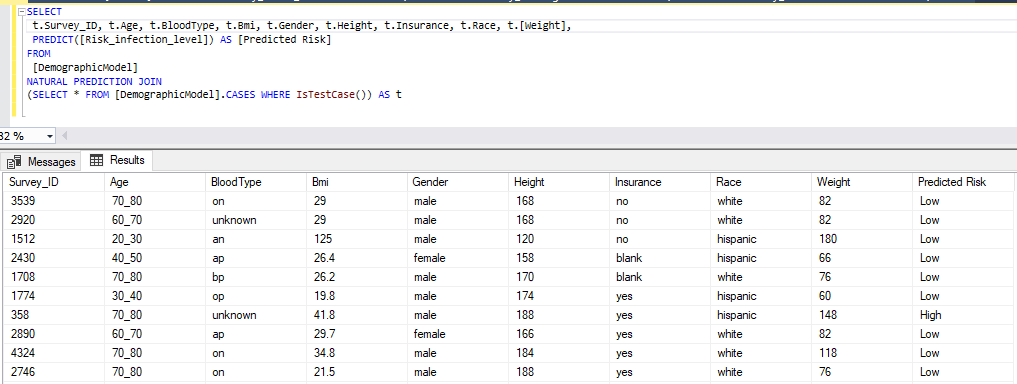 SELECT
t.Survey_ID, t.Age, t.BloodType, t.Bmi, t.Gender, t.Height, t.Insurance, t.Race, t.[Weight],
PREDICT([Risk_infection_level]) AS [Predicted Risk]
FROM
[DemographicModel]
NATURAL PREDICTION JOIN
(SELECT * FROM [DemographicModel].CASES WHERE IsTestCase()) AS t
82 %
Messages Results
Survey_ID Age BloodType Bmi Gender Height Insurance Race Weight Predicted Risk
3539 70_80 on 29 male 168 no white 82 Low
2920 60_70 unknown 29 male 168 no white 82 Low
1512 20_30 an 125 male 120 no hispanic 180 Low
2430 40_50 ap 26.4 female 158 blank hispanic 66 Low
1708 70_80 bp 26.2 male 170 blank white 76 Low
1774 30_40 op 19.8 male 174 yes hispanic 60 Low
358 70_80 unknown 41.8 male 188 yes hispanic 148 High
2890 60_70 ap 29.7 female 166 yes white 82 Low
4324 70_80 on 34.8 male 184 yes white 118 Low
2746 70_80 on 21.5 male 188 yes white 76 Low